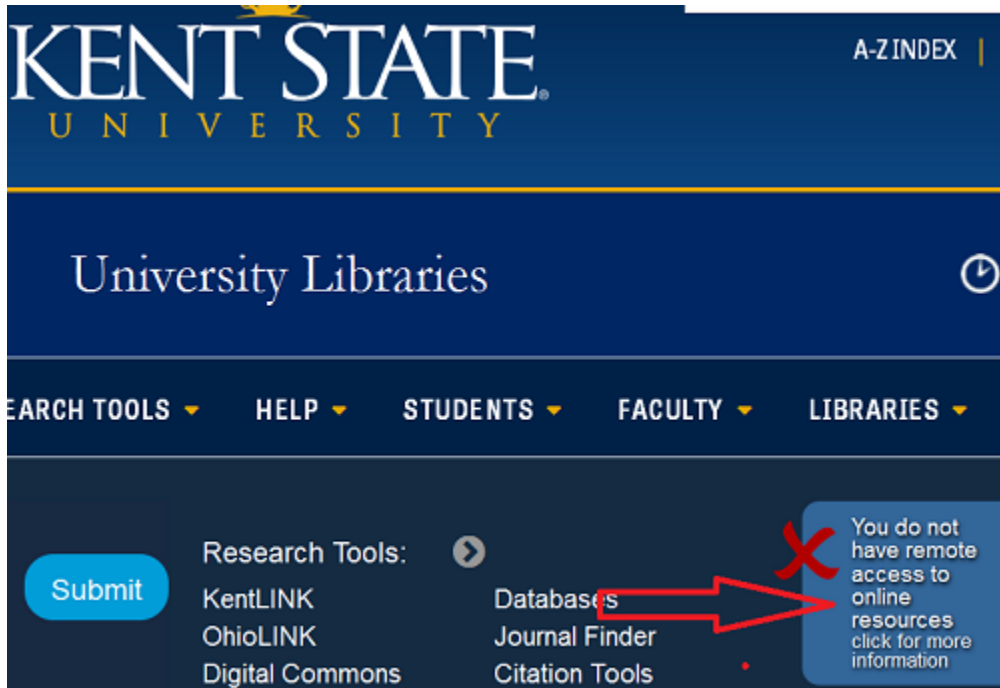 KENT STATE
UNIVERSITY
A-Z INDEX |
University Libraries
EARCH TOOLS
HELP
STUDENTS
FACULTY
LIBRARIES
Submit
Research Tools:
KentLINK
OhioLINK
Digital Commons
Databases
Journal Finder
Citation Tools
You do not
have remote
access to
online
resources
click for more
information